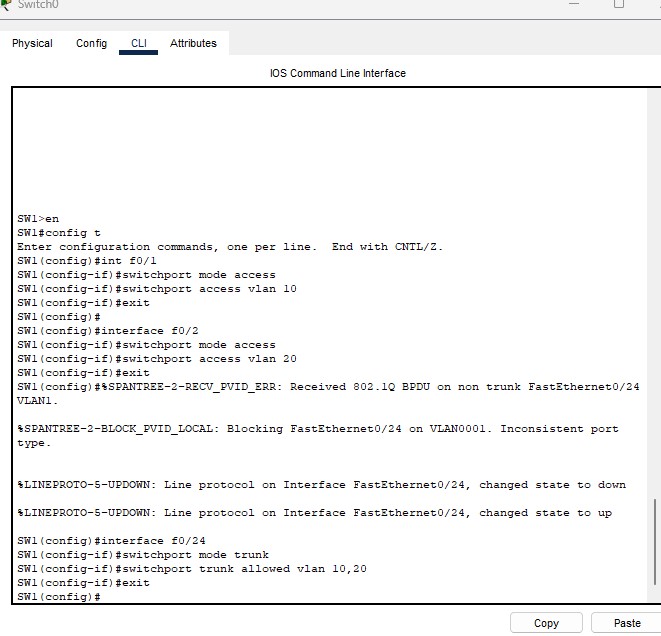 Switch0
Physical Config CLI Attributes
IOS Command Line Interface
SW1>en
SW1#config t
Enter configuration commands, one per line.  End with CNTL/Z.
SW1(config)#int f0/1
SW1(config-if)#switchport mode access
SW1(config-if)#switchport access vlan 10
SW1(config-if)#exit
SW1(config)#
SW1(config)#interface f0/2
SW1(config-if)#switchport mode access
SW1(config-if)#switchport access vlan 20
SW1(config-if)#exit
SW1(config)#%SPANTREE-2-RECV_PVID_ERR: Received 802.1Q BPDU on non trunk FastEthernet0/24
VLAN1.
%SPANTREE-2-BLOCK_PVID_LOCAL: Blocking FastEthernet0/24 on VLAN0001. Inconsistent port
type.
%LINEPROTO-5-UPDOWN: Line protocol on Interface FastEthernet0/24, changed state to down
%LINEPROTO-5-UPDOWN: Line protocol on Interface FastEthernet0/24, changed state to up
SW1(config)#interface f0/24
SW1(config-if)#switchport mode trunk
SW1(config-if)#switchport trunk allowed vlan 10,20
SW1(config-if)#exit
SW1(config)#
Copy Paste